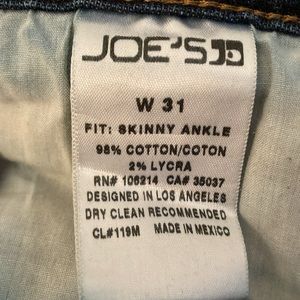 JOE'S
W 31
FIT: SKINNY ANKLE
98% COTTON/COTON
2% LYCRA
RN# 106214 CA# 35037
DESIGNED IN LOS ANGELES
DRY CLEAN RECOMMENDED
CL#119M MADE IN MEXICO